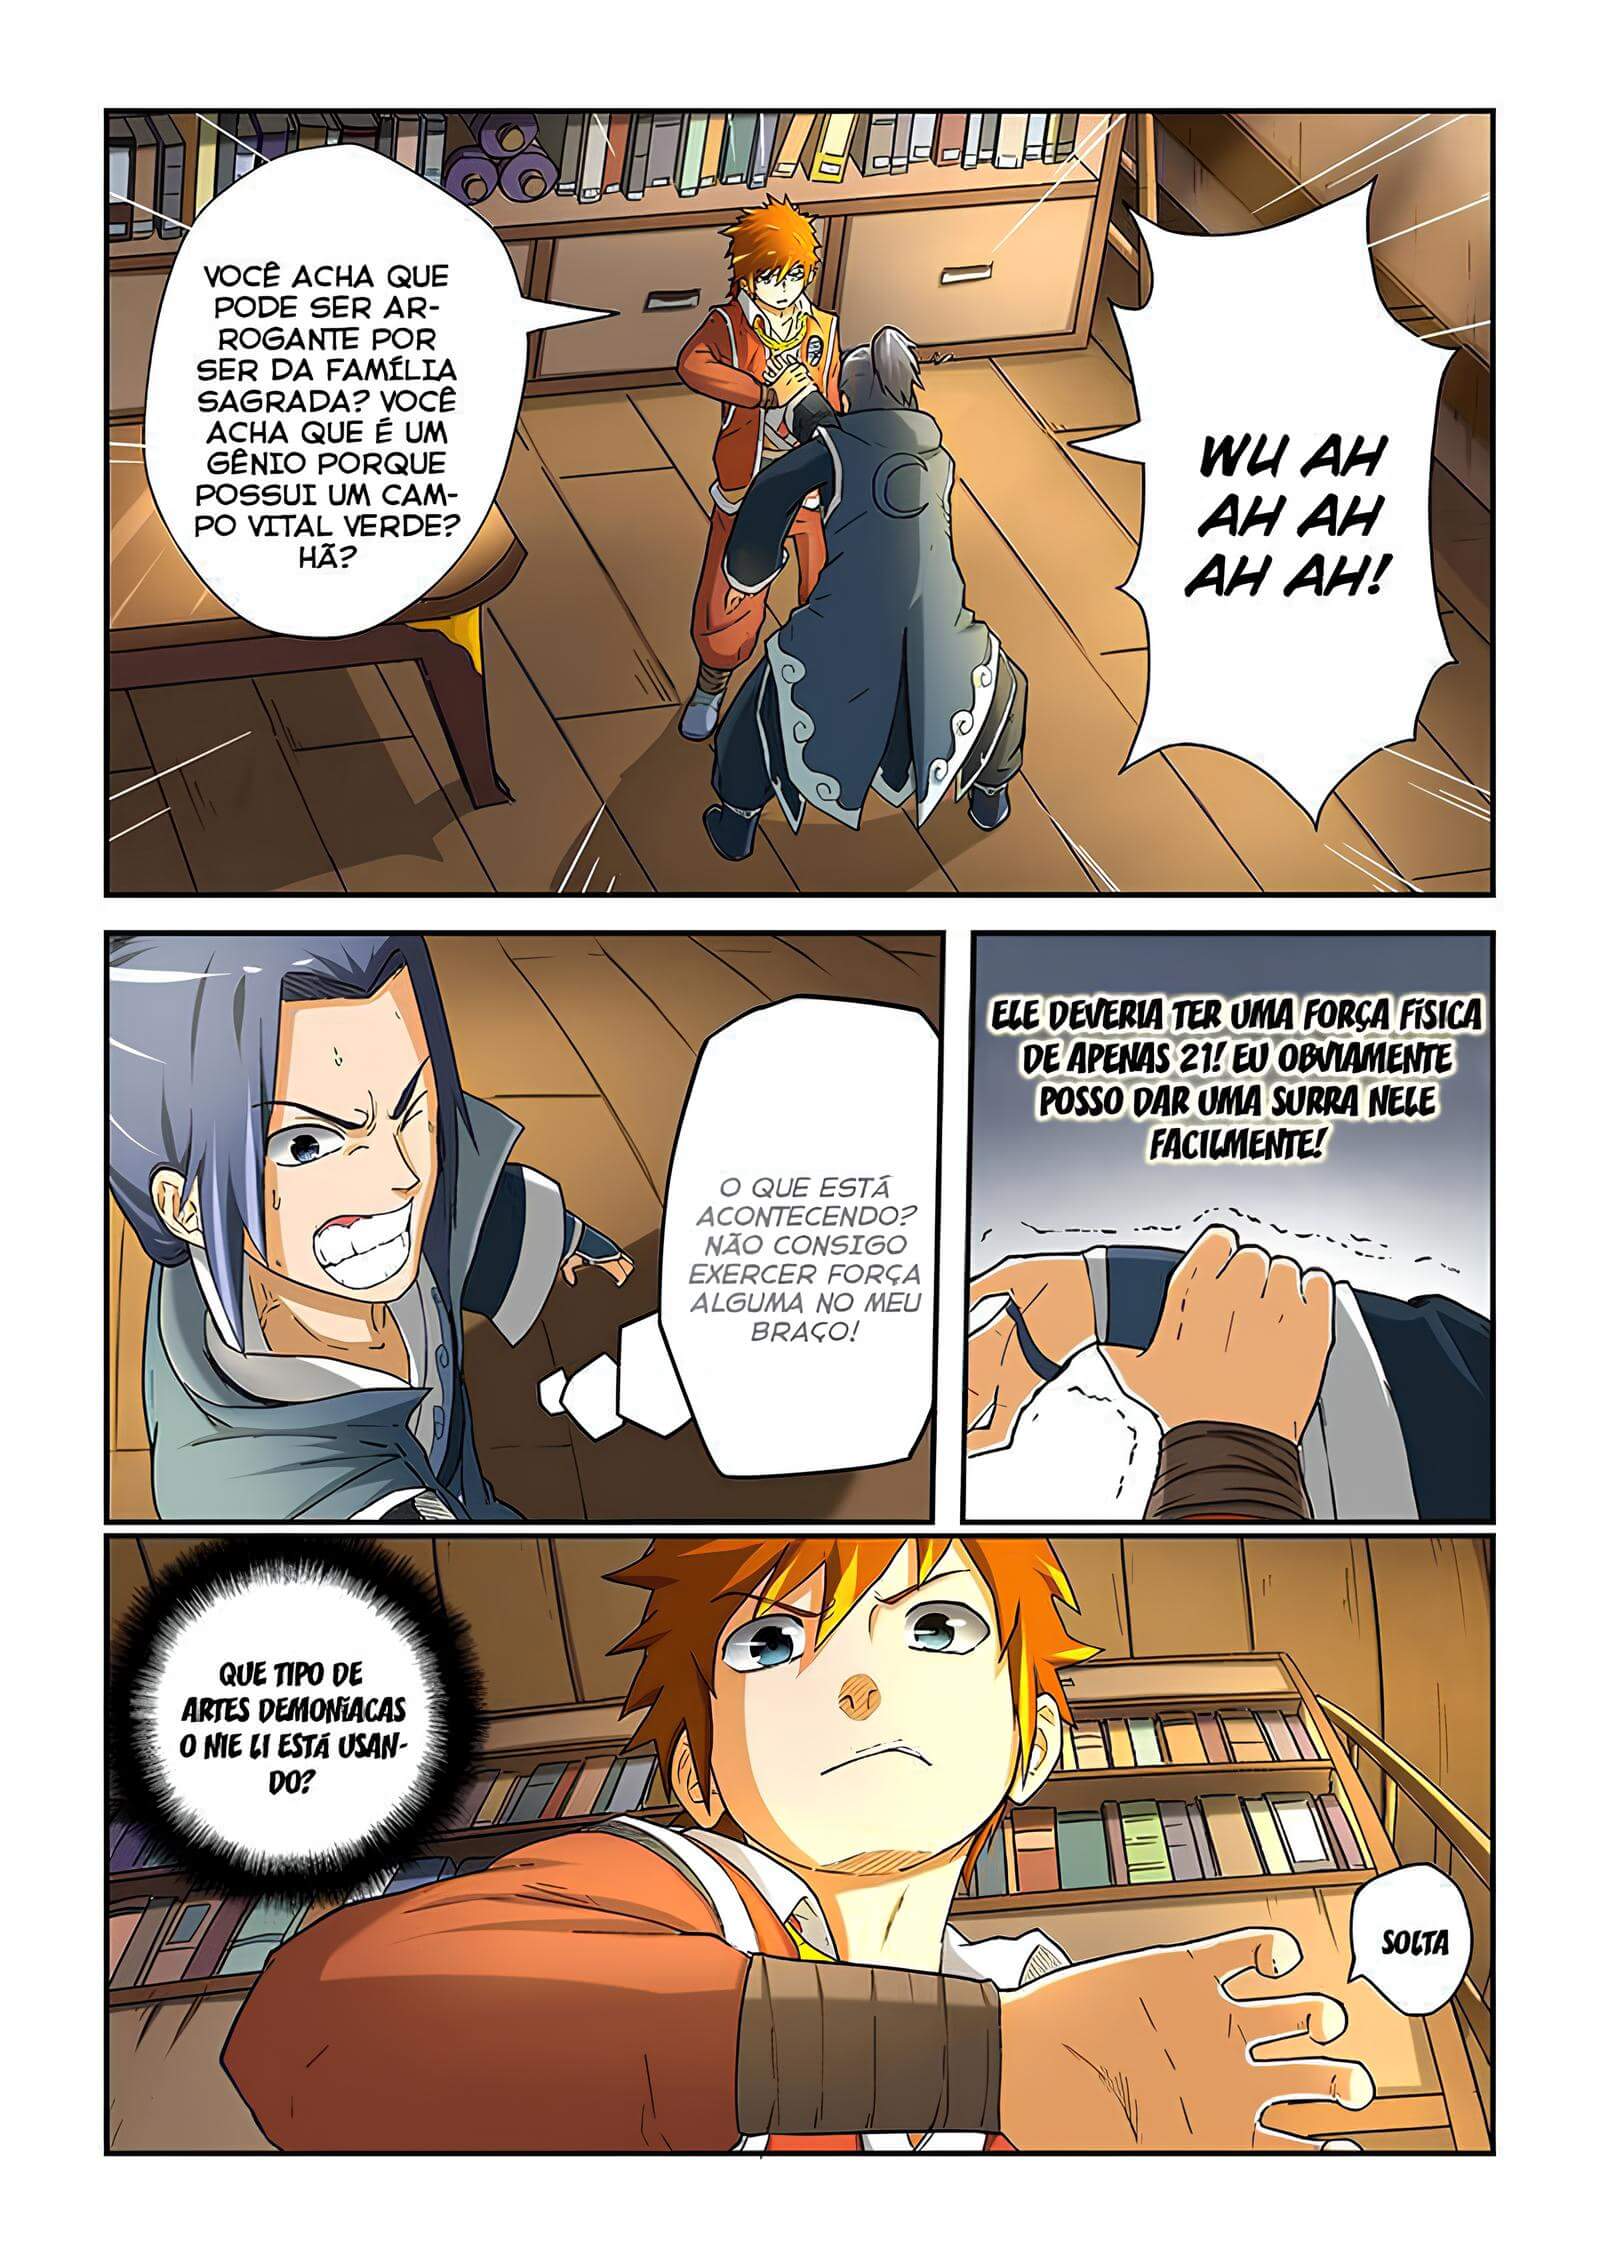 VOCÊ ACHA QUE
PODE SER AR-
ROGANTE POR
SER DA FAMÍLIA
SAGRADA? VOCÊ
ACHA QUE É UM
GÊNIO PORQUE
POSSUI UM CAM-
PO VITAL VERDE?
HÃ?
WU AH
AH AH
AH AH!
O QUE ESTÁ
ACONTECENDO?
NÃO CONSIGO
EXERCER FORÇA
ALGUMA NO MEU
BRAÇO!
ELE DEVERIA TER UMA FORÇA FÍSICA
DE APENAS 21! EU OBVIAMENTE
POSSO DAR UMA SURRA NELE
FACILMENTE!
QUE TIPO DE
ARTES DEMONÍACAS
O NIE LI ESTÁ USAN-
DO?
SOLTA